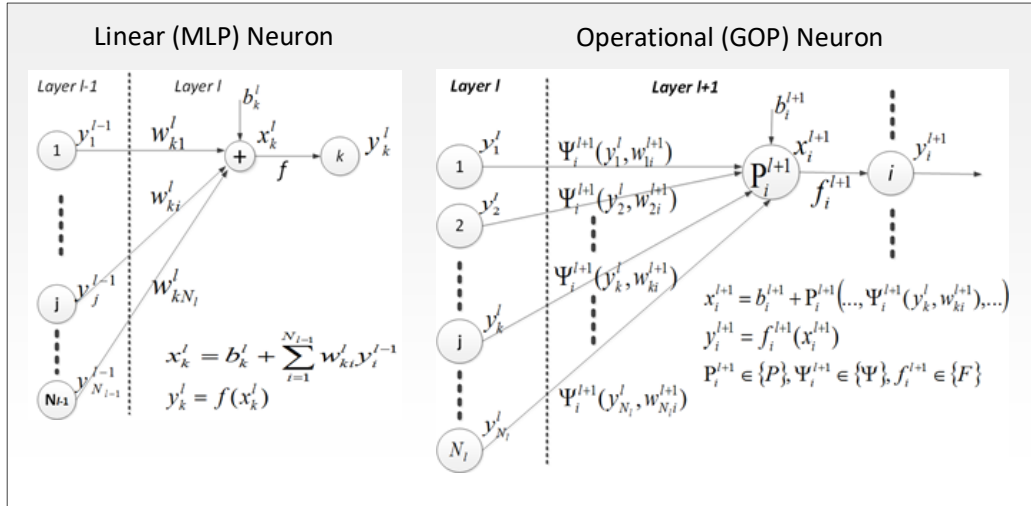 Linear (MLP) Neuron
Layer l-1
Layer l
b_k^l
1
y_1^{l-1}
w_{k1}^l
+
x_k^l
f
k
y_k^l
w_{ki}^l
w_{kN_l}^l
j
y_j^{l-1}
N_{l-1}
y_{N_{l-1}}^{l-1}
x_k^l = b_k^l + \sum_{i=1}^{N_{l-1}} w_{ki}^l y_i^{l-1}
y_k^l = f(x_k^l)
Operational (GOP) Neuron
Layer l
Layer l+1
b_i^{l+1}
1
y_1^l
Ψ_i^{l+1}(y_1^l, w_{1i}^{l+1})
P_i^{l+1}
x_i^{l+1}
f_i^{l+1}
i
y_i^{l+1}
2
y_2^l
Ψ_i^{l+1}(y_2^l, w_{2i}^{l+1})
j
y_k^l
Ψ_i^{l+1}(y_k^l, w_{ki}^{l+1})
N_l
y_{N_l}^l
Ψ_i^{l+1}(y_{N_l}^l, w_{N_l i}^{l+1})
x_i^{l+1} = b_i^{l+1} + P_i^{l+1}(..., Ψ_i^{l+1}(y_k^l, w_{ki}^{l+1}),...)
y_i^{l+1} = f_i^{l+1}(x_i^{l+1})
P_i^{l+1} ∈ {P}, Ψ_i^{l+1} ∈ {Ψ}, f_i^{l+1} ∈ {F}